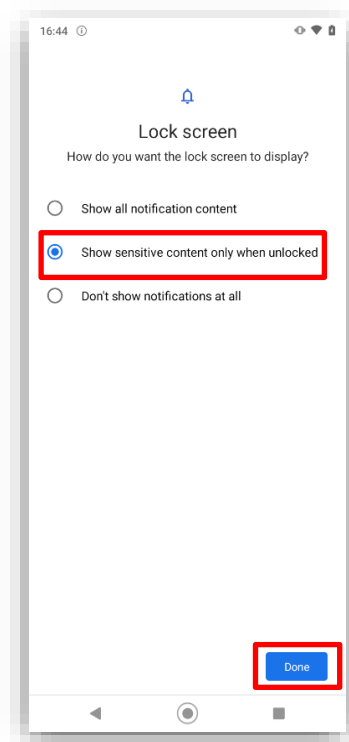 16:44
Lock screen
How do you want the lock screen to display?
Show all notification content
Show sensitive content only when unlocked
Don't show notifications at all
Done